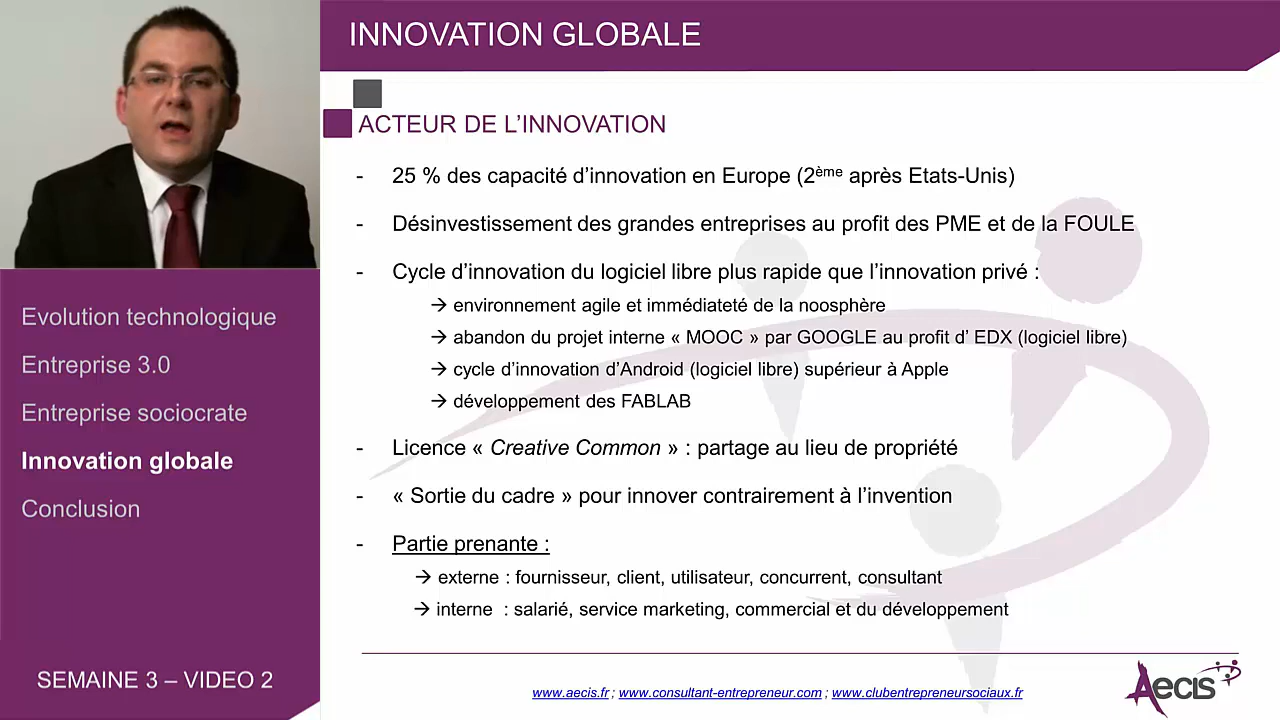 INNOVATION GLOBALE
ACTEUR DE L’INNOVATION
- 25 % des capacité d’innovation en Europe (2ème après Etats-Unis)
- Désinvestissement des grandes entreprises au profit des PME et de la FOULE
- Cycle d’innovation du logiciel libre plus rapide que l’innovation privé :
→ environnement agile et immédiateté de la noosphère
→ abandon du projet interne « MOOC » par GOOGLE au profit d’ EDX (logiciel libre)
→ cycle d’innovation d’Android (logiciel libre) supérieur à Apple
→ développement des FABLAB
- Licence « Creative Common » : partage au lieu de propriété
- « Sortie du cadre » pour innover contrairement à l’invention
- Partie prenante :
→ externe : fournisseur, client, utilisateur, concurrent, consultant
→ interne : salarié, service marketing, commercial et du développement
Evolution technologique
Entreprise 3.0
Entreprise sociocrate
Innovation globale
Conclusion
SEMAINE 3 – VIDEO 2
www.aecis.fr ; www.consultant-entrepreneur.com ; www.clubentrepreneursociaux.fr
Aecis